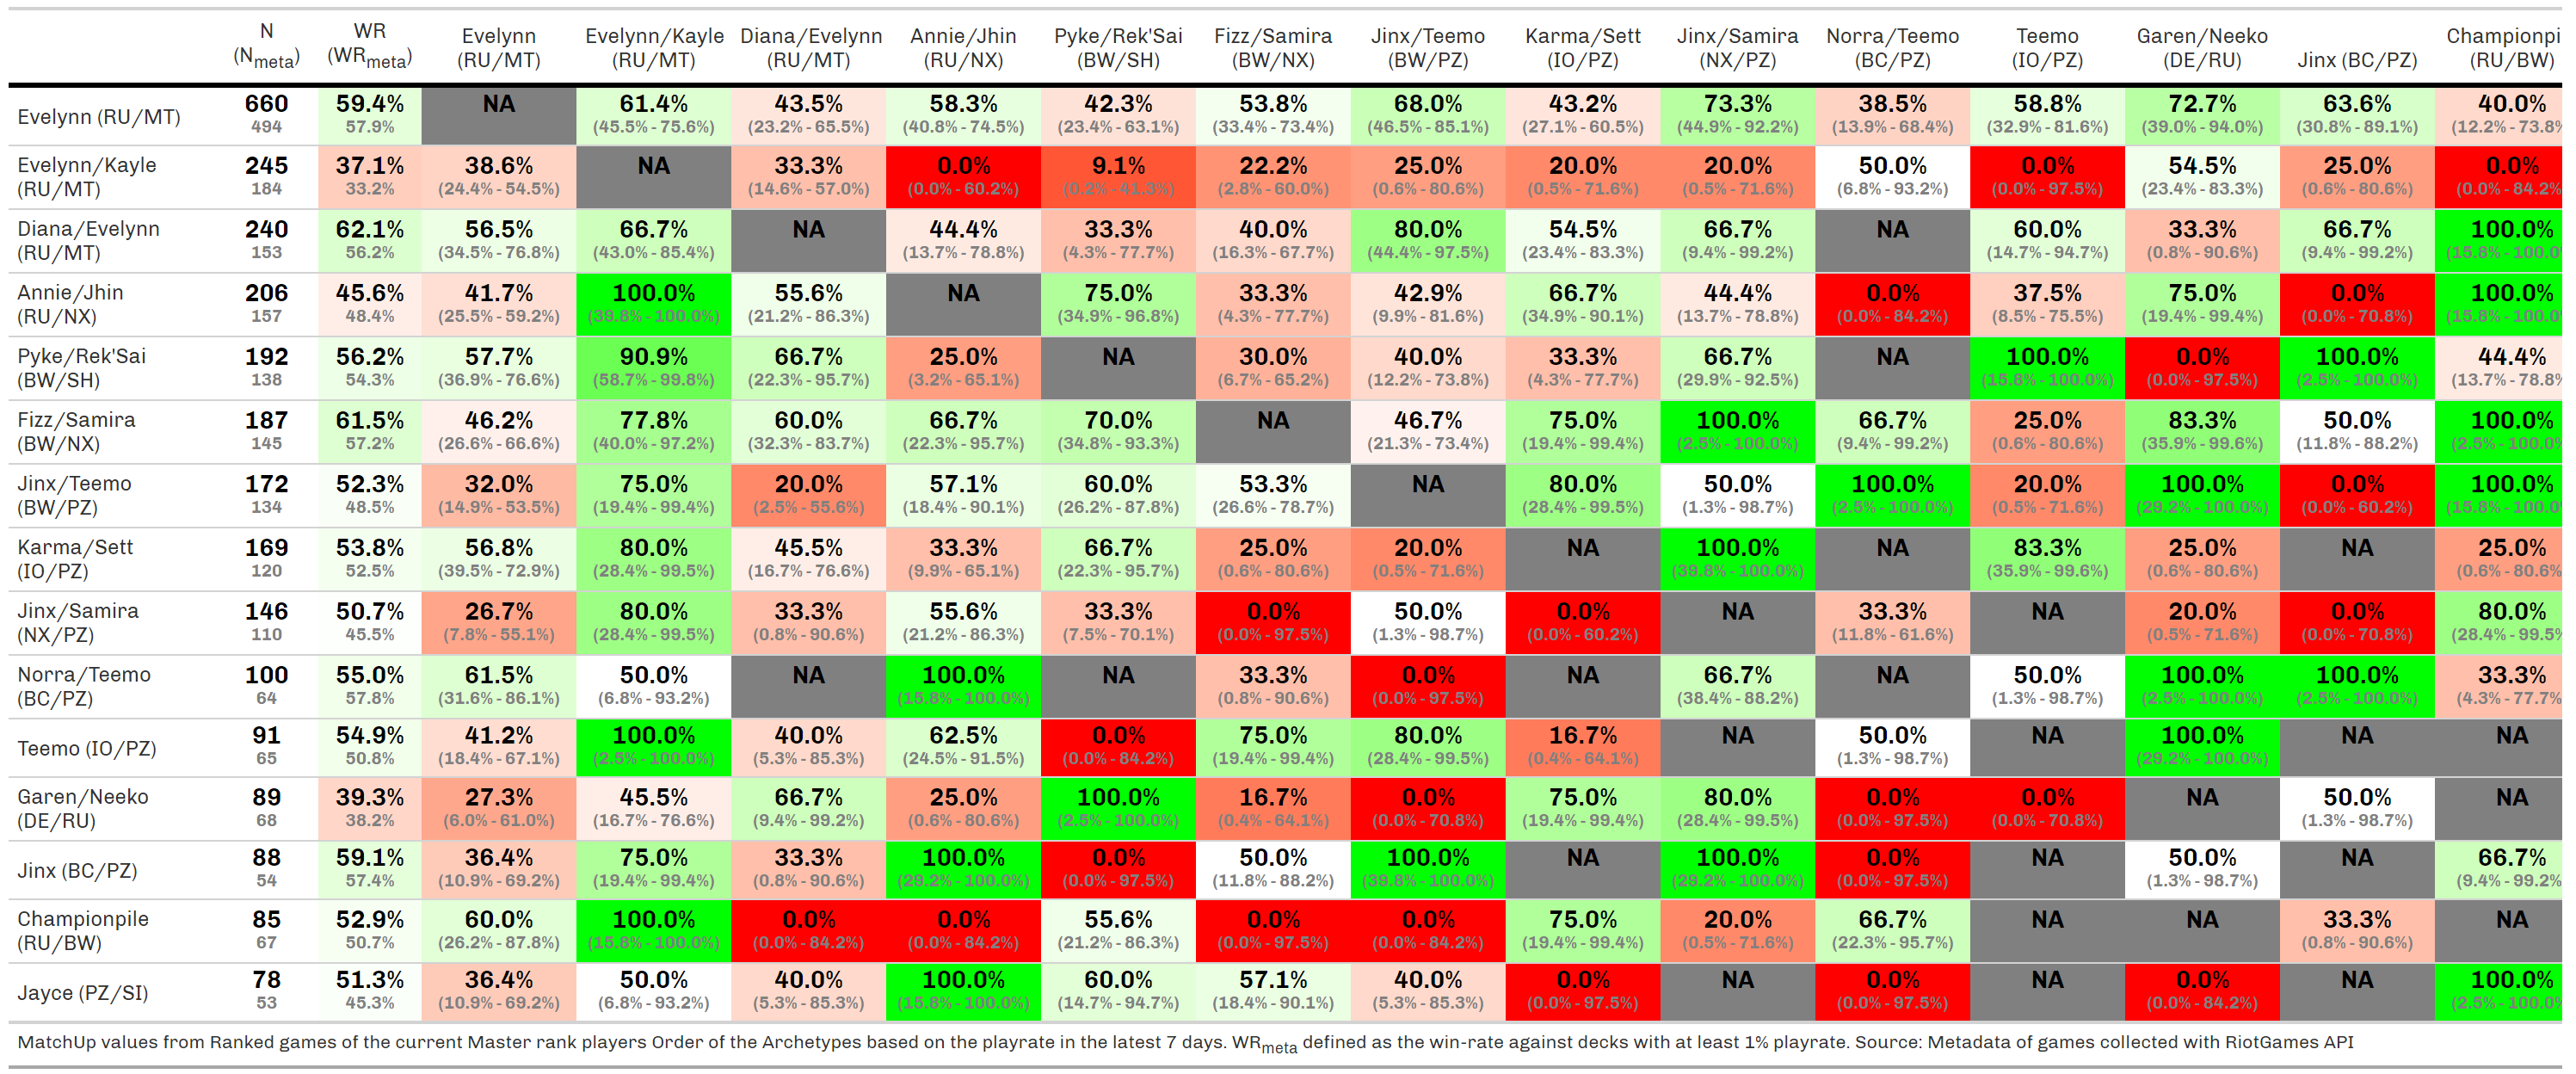 N WR Evelynn Evelynn/Kayle Diana/Evelynn Annie/Jhin Pyke/Rek'Sai Fizz/Samira Jinx/Teemo Karma/Sett Jinx/Samira Norra/Teemo Teemo Garen/Neeko Jinx (BC/PZ) Championpi
(Nmeta) (WRmeta) (RU/MT) (RU/MT) (RU/MT) (RU/NX) (BW/SH) (BW/NX) (BW/PZ) (IO/PZ) (NX/PZ) (BC/PZ) (IO/PZ) (DE/RU) (RU/BW)
Evelynn (RU/MT) 660 59.4% NA 61.4% 43.5% 58.3% 42.3% 53.8% 68.0% 43.2% 73.3% 38.5% 58.8% 72.7% 63.6% 40.0%
494 57.9% (45.5% - 75.6%) (23.2% - 65.5%) (40.8% - 74.5%) (23.4% - 63.1%) (33.4% - 73.4%) (46.5% - 85.1%) (27.1% - 60.5%) (44.9% - 92.2%) (13.9% - 68.4%) (32.9% - 81.6%) (39.0% - 94.0%) (30.8% - 89.1%) (12.2% - 73.8%
Evelynn/Kayle 245 37.1% 38.6% NA 33.3% 0.0% 9.1% 22.2% 25.0% 20.0% 20.0% 50.0% 0.0% 54.5% 25.0% 0.0%
(RU/MT) 184 33.2% (24.4% - 54.5%) (14.6% - 57.0%) (0.0% - 60.2%) (0.2% - 41.3%) (2.8% - 60.0%) (0.6% - 80.6%) (0.5% - 71.6%) (0.5% - 71.6%) (6.8% - 93.2%) (0.0% - 97.5%) (23.4% - 83.3%) (0.6% - 80.6%) (0.0% - 84.2%
Diana/Evelynn 240 62.1% 56.5% 66.7% NA 44.4% 33.3% 40.0% 80.0% 54.5% 66.7% NA 60.0% 33.3% 66.7% 100.0%
(RU/MT) 153 56.2% (34.5% - 76.8%) (43.0% - 85.4%) (13.7% - 78.8%) (4.3% - 77.7%) (16.3% - 67.7%) (44.4% - 97.5%) (23.4% - 83.3%) (9.4% - 99.2%) (14.7% - 94.7%) (0.8% - 90.6%) (9.4% - 99.2%) (15.8% - 100.0
Annie/Jhin 206 45.6% 41.7% 100.0% 55.6% NA 75.0% 33.3% 42.9% 66.7% 44.4% 0.0% 37.5% 75.0% 0.0% 100.0%
(RU/NX) 157 48.4% (25.5% - 59.2%) (39.8% - 100.0%) (21.2% - 86.3%) (34.9% - 96.8%) (4.3% - 77.7%) (9.9% - 81.6%) (34.9% - 90.1%) (13.7% - 78.8%) (0.0% - 84.2%) (8.5% - 75.5%) (19.4% - 99.4%) (0.0% - 70.8%) (15.8% - 100.0
Pyke/Rek'Sai 192 56.2% 57.7% 90.9% 66.7% 25.0% NA 30.0% 40.0% 33.3% 66.7% NA 100.0% 0.0% 100.0% 44.4%
(BW/SH) 138 54.3% (36.9% - 76.6%) (58.7% - 99.8%) (22.3% - 95.7%) (3.2% - 65.1%) (6.7% - 65.2%) (12.2% - 73.8%) (4.3% - 77.7%) (29.9% - 92.5%) (15.8% - 100.0%) (0.0% - 97.5%) (2.5% - 100.0%) (13.7% - 78.8%
Fizz/Samira 187 61.5% 46.2% 77.8% 60.0% 66.7% 70.0% NA 46.7% 75.0% 100.0% 66.7% 25.0% 83.3% 50.0% 100.0%
(BW/NX) 145 57.2% (26.6% - 66.6%) (40.0% - 97.2%) (32.3% - 83.7%) (22.3% - 95.7%) (34.8% - 93.3%) (21.3% - 73.4%) (19.4% - 99.4%) (2.5% - 100.0%) (9.4% - 99.2%) (0.6% - 80.6%) (35.9% - 99.6%) (11.8% - 88.2%) (2.5% - 100.0%
Jinx/Teemo 172 52.3% 32.0% 75.0% 20.0% 57.1% 60.0% 53.3% NA 80.0% 50.0% 100.0% 20.0% 100.0% 0.0% 100.0%
(BW/PZ) 134 48.5% (14.9% - 53.5%) (19.4% - 99.4%) (2.5% - 55.6%) (18.4% - 90.1%) (26.2% - 87.8%) (26.6% - 78.7%) (28.4% - 99.5%) (1.3% - 98.7%) (2.5% - 100.0%) (0.5% - 71.6%) (29.2% - 100.0%) (0.0% - 60.2%) (15.8% - 100.0
Karma/Sett 169 53.8% 56.8% 80.0% 45.5% 33.3% 66.7% 25.0% 20.0% NA 100.0% NA 83.3% 25.0% NA 25.0%
(IO/PZ) 120 52.5% (39.5% - 72.9%) (28.4% - 99.5%) (16.7% - 76.6%) (9.9% - 65.1%) (22.3% - 95.7%) (0.6% - 80.6%) (0.5% - 71.6%) (39.8% - 100.0%) (35.9% - 99.6%) (0.6% - 80.6%) (0.6% - 80.6%
Jinx/Samira 146 50.7% 26.7% 80.0% 33.3% 55.6% 33.3% 0.0% 50.0% 0.0% NA 33.3% NA 20.0% 0.0% 80.0%
(NX/PZ) 110 45.5% (7.8% - 55.1%) (28.4% - 99.5%) (0.8% - 90.6%) (21.2% - 86.3%) (7.5% - 70.1%) (0.0% - 97.5%) (1.3% - 98.7%) (0.0% - 60.2%) (11.8% - 61.6%) (0.5% - 71.6%) (0.0% - 70.8%) (28.4% - 99.5%
Norra/Teemo 100 55.0% 61.5% 50.0% NA 100.0% NA 33.3% 0.0% NA 66.7% NA 50.0% 100.0% 100.0% 33.3%
(BC/PZ) 64 57.8% (31.6% - 86.1%) (6.8% - 93.2%) (15.8% - 100.0%) (0.8% - 90.6%) (0.0% - 97.5%) (38.4% - 88.2%) (1.3% - 98.7%) (2.5% - 100.0%) (2.5% - 100.0%) (4.3% - 77.7%
Teemo (IO/PZ) 91 54.9% 41.2% 100.0% 40.0% 62.5% 0.0% 75.0% 80.0% 16.7% NA 50.0% NA 100.0% NA NA
65 50.8% (18.4% - 67.1%) (2.5% - 100.0%) (5.3% - 85.3%) (24.5% - 91.5%) (0.0% - 84.2%) (19.4% - 99.4%) (28.4% - 99.5%) (0.4% - 64.1%) (1.3% - 98.7%) (29.2% - 100.0%)
Garen/Neeko 89 39.3% 27.3% 45.5% 66.7% 25.0% 100.0% 16.7% 0.0% 75.0% 80.0% 0.0% 0.0% NA 50.0% NA
(DE/RU) 68 38.2% (6.0% - 61.0%) (16.7% - 76.6%) (9.4% - 99.2%) (0.6% - 80.6%) (2.5% - 100.0%) (0.4% - 64.1%) (0.0% - 70.8%) (19.4% - 99.4%) (28.4% - 99.5%) (0.0% - 97.5%) (0.0% - 70.8%) (1.3% - 98.7%)
Jinx (BC/PZ) 88 59.1% 36.4% 75.0% 33.3% 100.0% 0.0% 50.0% 100.0% NA 100.0% 0.0% NA 50.0% NA 66.7%
54 57.4% (10.9% - 69.2%) (19.4% - 99.4%) (0.8% - 90.6%) (29.2% - 100.0%) (0.0% - 97.5%) (11.8% - 88.2%) (39.8% - 100.0%) (29.2% - 100.0%) (0.0% - 97.5%) (1.3% - 98.7%) (9.4% - 99.2%
Championpile 85 52.9% 60.0% 100.0% 0.0% 0.0% 55.6% 0.0% 0.0% 75.0% 20.0% 66.7% NA NA 33.3% NA
(RU/BW) 67 50.7% (26.2% - 87.8%) (15.8% - 100.0%) (0.0% - 84.2%) (0.0% - 84.2%) (21.2% - 86.3%) (0.0% - 97.5%) (0.0% - 84.2%) (19.4% - 99.4%) (0.5% - 71.6%) (22.3% - 95.7%) (0.8% - 90.6%)
Jayce (PZ/SI) 78 51.3% 36.4% 50.0% 40.0% 100.0% 60.0% 57.1% 40.0% 0.0% NA 0.0% NA 0.0% NA 100.0%
53 45.3% (10.9% - 69.2%) (6.8% - 93.2%) (5.3% - 85.3%) (15.8% - 100.0%) (14.7% - 94.7%) (18.4% - 90.1%) (5.3% - 85.3%) (0.0% - 97.5%) (0.0% - 97.5%) (0.0% - 84.2%) (2.5% - 100.0%
MatchUp values from Ranked games of the current Master rank players Order of the Archetypes based on the playrate in the latest 7 days. WRmeta defined as the win-rate against decks with at least 1% playrate. Source: Metadata of games collected with RiotGames API